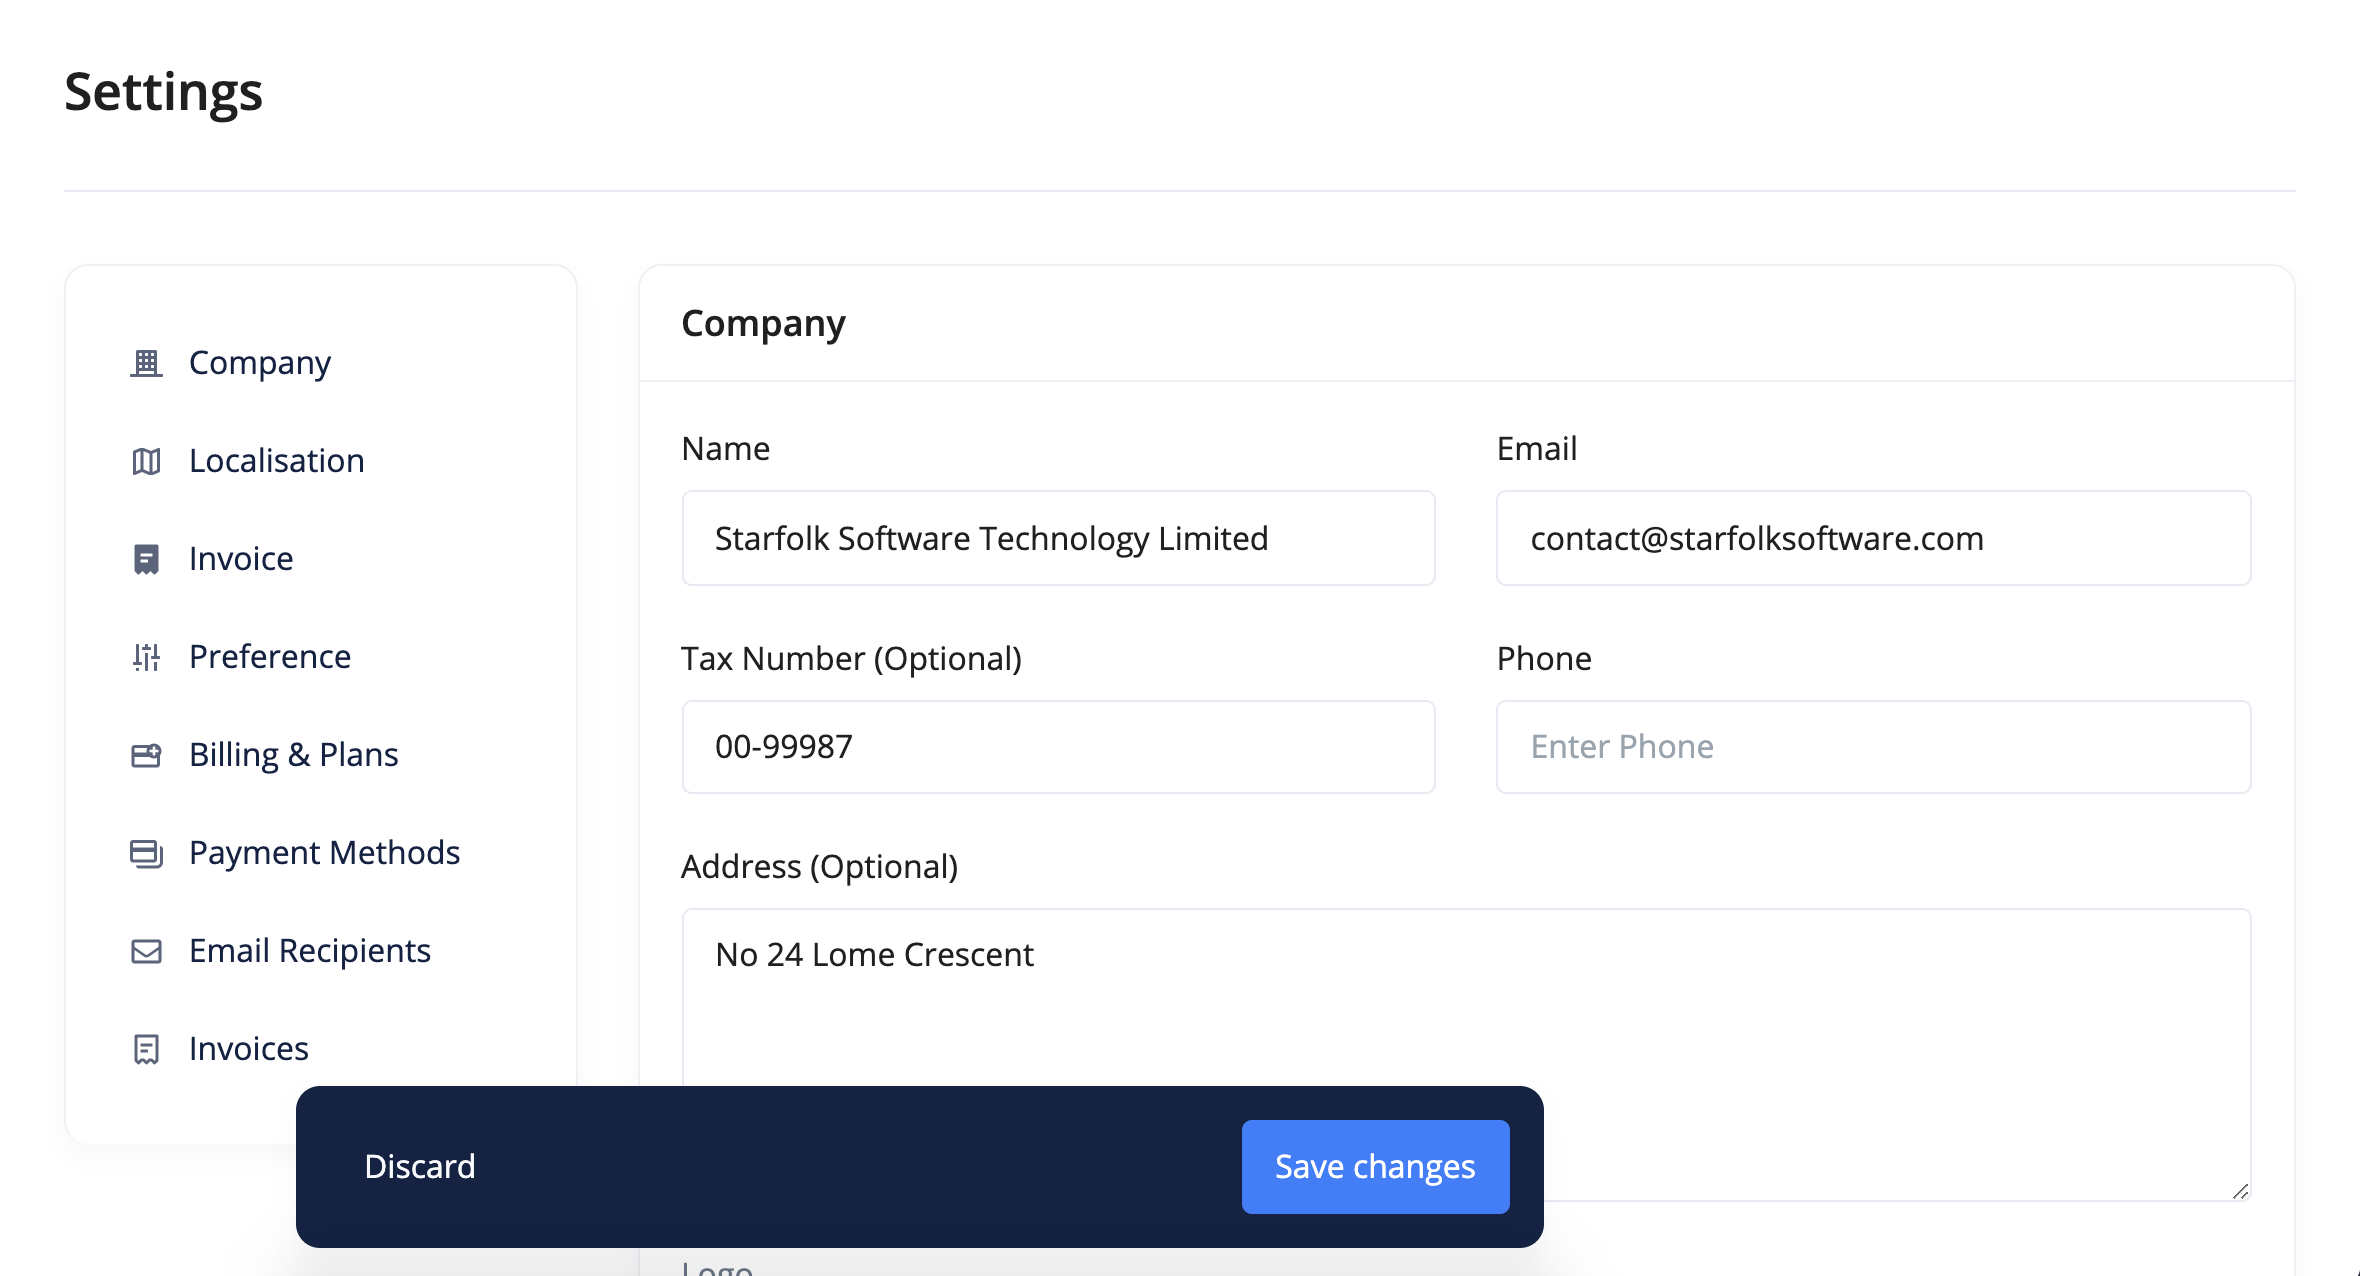 Settings
Company
Localisation
Invoice
Preference
Billing & Plans
Payment Methods
Email Recipients
Invoices
Company
Name
Email
Starfolk Software Technology Limited
contact@starfolksoftware.com
Tax Number (Optional)
Phone
00-99987
Enter Phone
Address (Optional)
No 24 Lome Crescent
Discard
Save changes
Logo